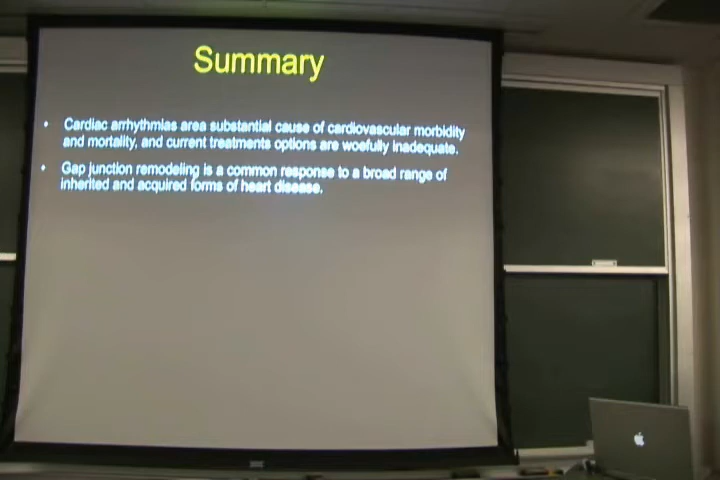 Summary
• Cardiac arrhythmias area substantial cause of cardiovascular morbidity
and mortality, and current treatments options are woefully inadequate.
• Gap junction remodeling is a common response to a broad range of
inherited and acquired forms of heart disease.